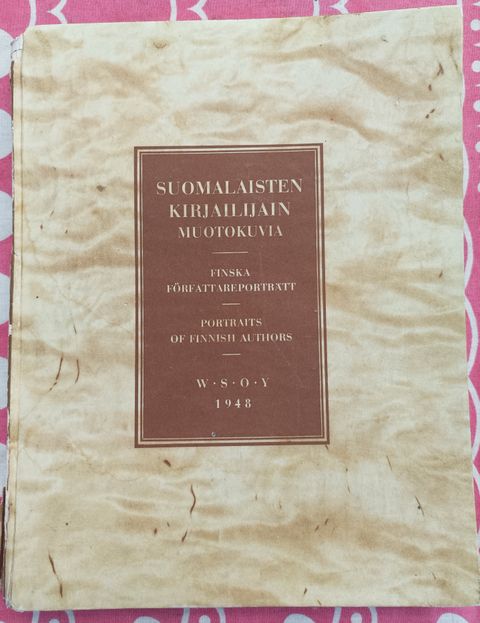 SUOMALAISTEN
KIRJAILIJAIN
MUOTOKUVIA
FINSKA
FÖRFATTAREPORTRÄTT
PORTRAITS
OF FINNISH AUTHORS
W · S · O · Y
1948